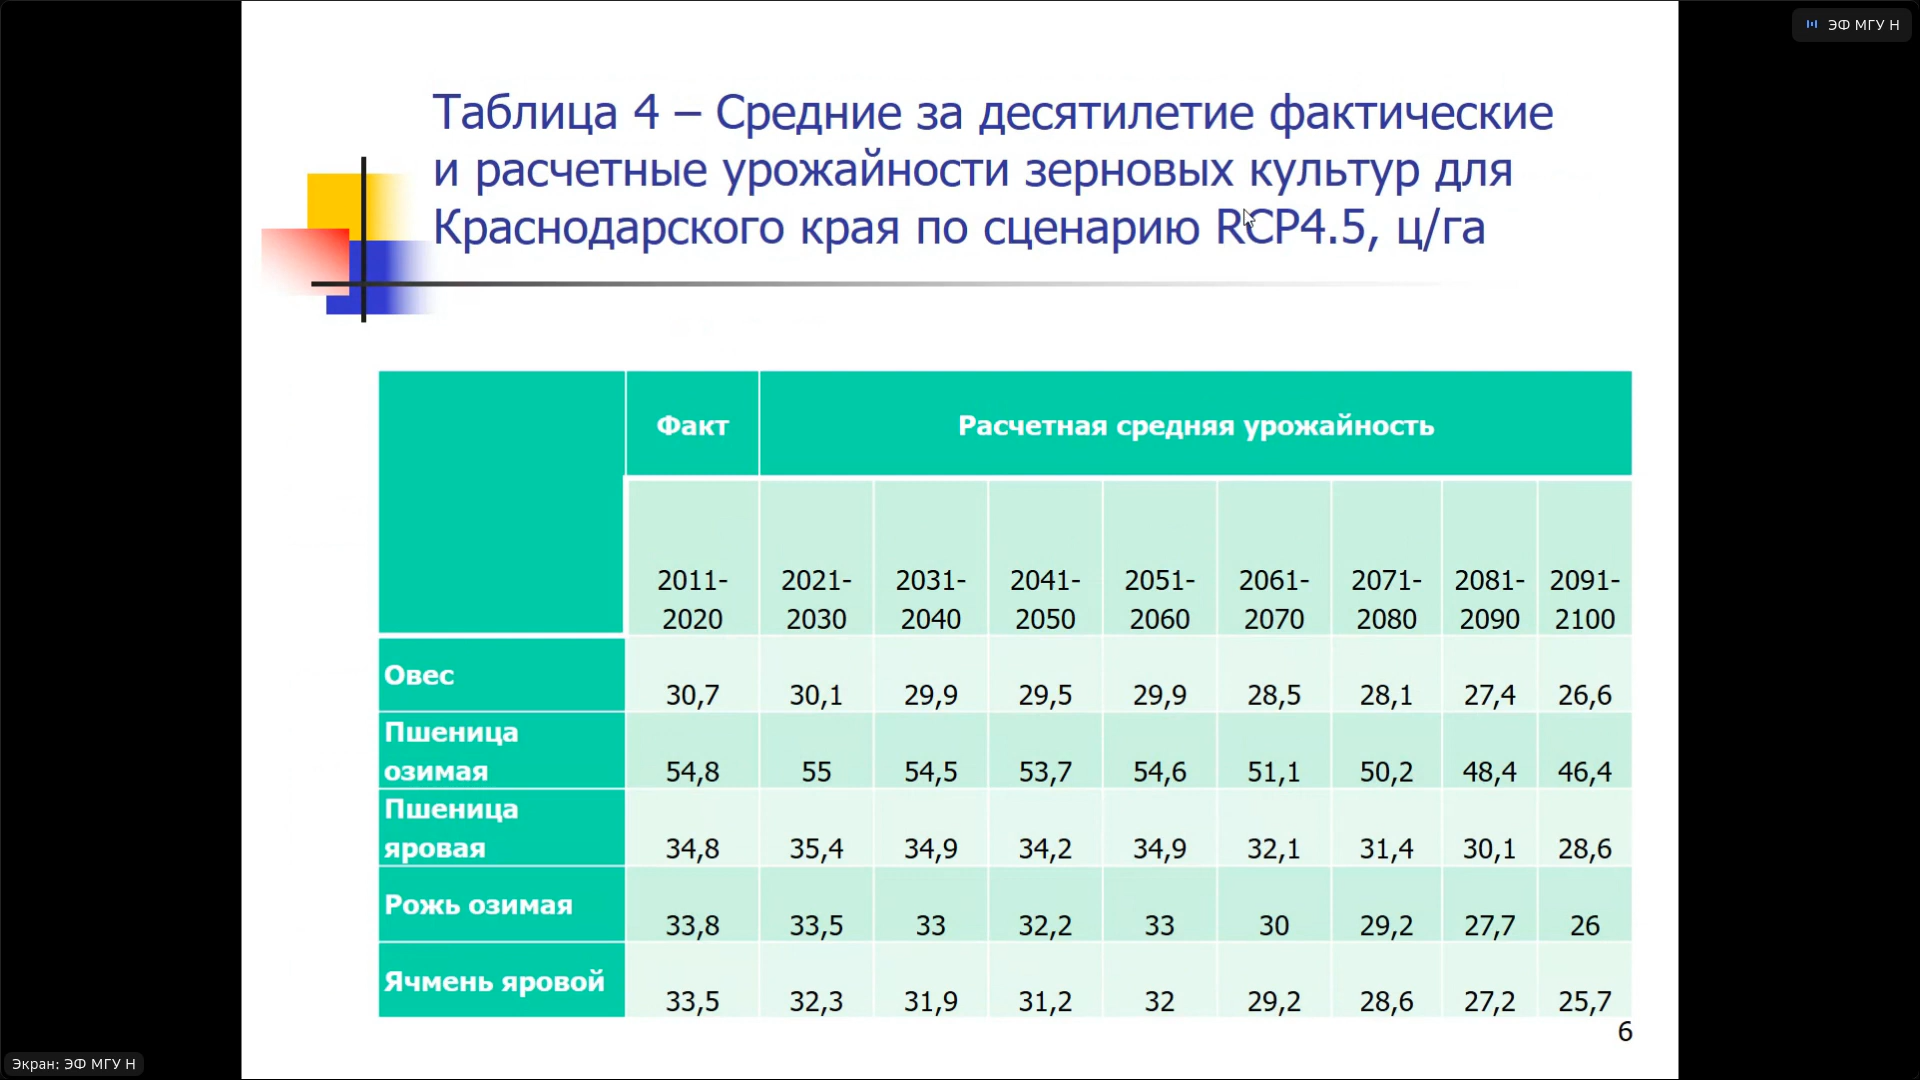 ЭФ МГУ Н
Таблица 4 – Средние за десятилетие фактические
и расчетные урожайности зерновых культур для
Краснодарского края по сценарию RCP4.5, ц/га
Факт Расчетная средняя урожайность
2011- 2021- 2031- 2041- 2051- 2061- 2071- 2081- 2091-
2020 2030 2040 2050 2060 2070 2080 2090 2100
Овес 30,7 30,1 29,9 29,5 29,9 28,5 28,1 27,4 26,6
Пшеница
озимая 54,8 55 54,5 53,7 54,6 51,1 50,2 48,4 46,4
Пшеница
яровая 34,8 35,4 34,9 34,2 34,9 32,1 31,4 30,1 28,6
Рожь озимая 33,8 33,5 33 32,2 33 30 29,2 27,7 26
Ячмень яровой 33,5 32,3 31,9 31,2 32 29,2 28,6 27,2 25,7
6
Экран: ЭФ МГУ Н